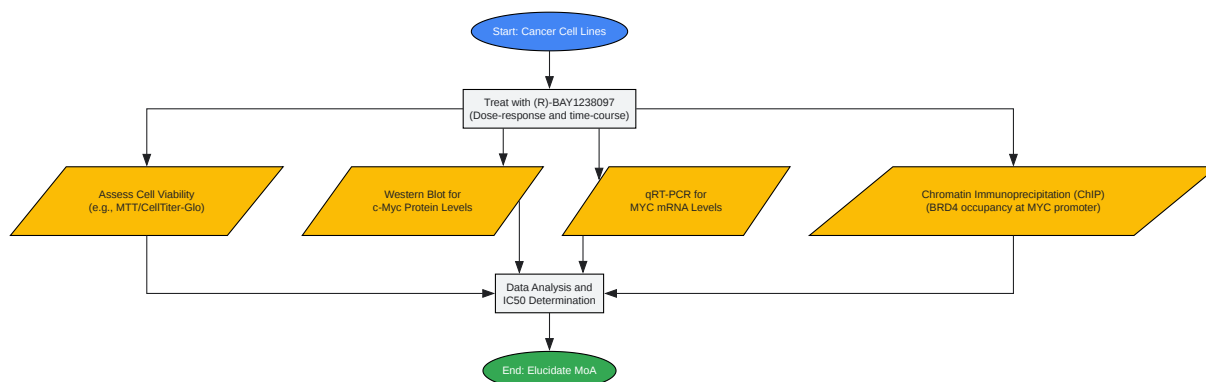 Start: Cancer Cell Lines
Treat with (R)-BAY1238097
(Dose-response and time-course)
Assess Cell Viability
(e.g., MTT/CellTiter-Glo)
Western Blot for
c-Myc Protein Levels
qRT-PCR for
MYC mRNA Levels
Chromatin Immunoprecipitation (ChIP)
(BRD4 occupancy at MYC promoter)
Data Analysis and
IC50 Determination
End: Elucidate MoA